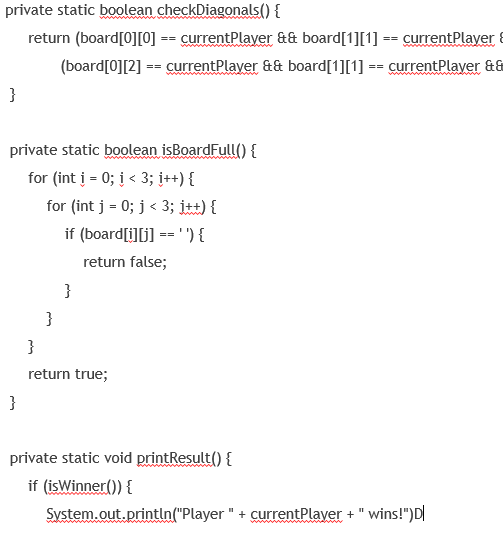 private static boolean checkDiagonals() {
return (board[0][0] == currentPlayer && board[1][1] == currentPlayer &
(board[0][2] == currentPlayer && board[1][1] == currentPlayer &&
}
private static boolean isBoardFull() {
for (int i = 0; i < 3; i++) {
for (int j = 0; j < 3; j++) {
if (board[i][j] == ' ') {
return false;
}
}
}
return true;
}
private static void printResult() {
if (isWinner()) {
System.out.println("Player " + currentPlayer + " wins!")D